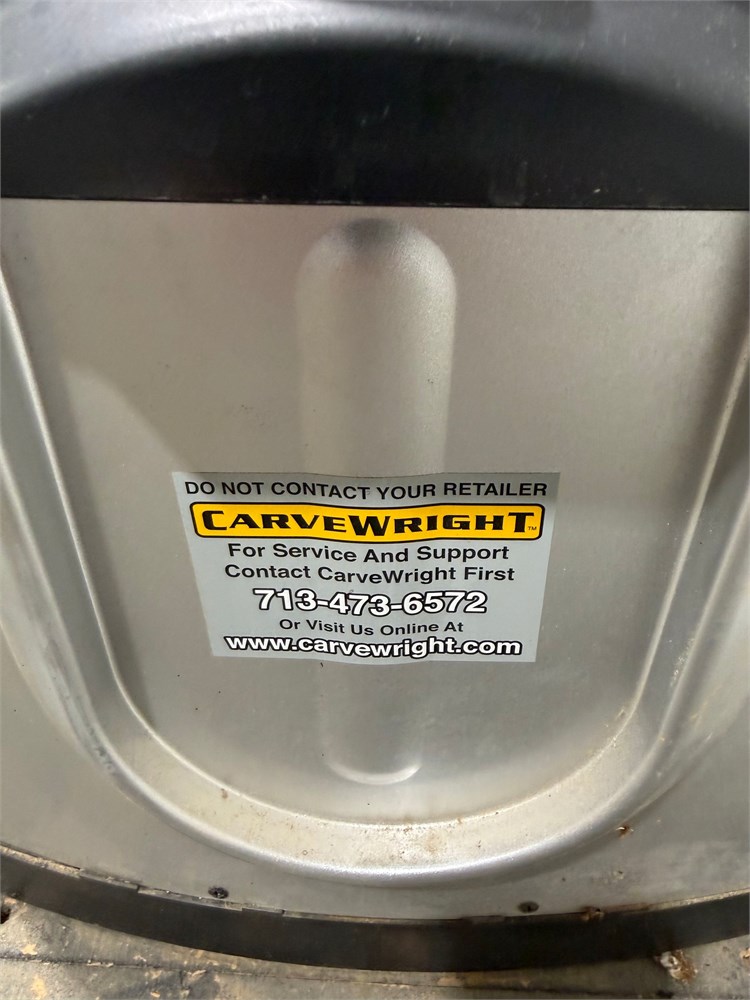 DO NOT CONTACT YOUR RETAILER
CARVEWRIGHT™
For Service And Support
Contact CarveWright First
713-473-6572
Or Visit Us Online At
www.carvewright.com